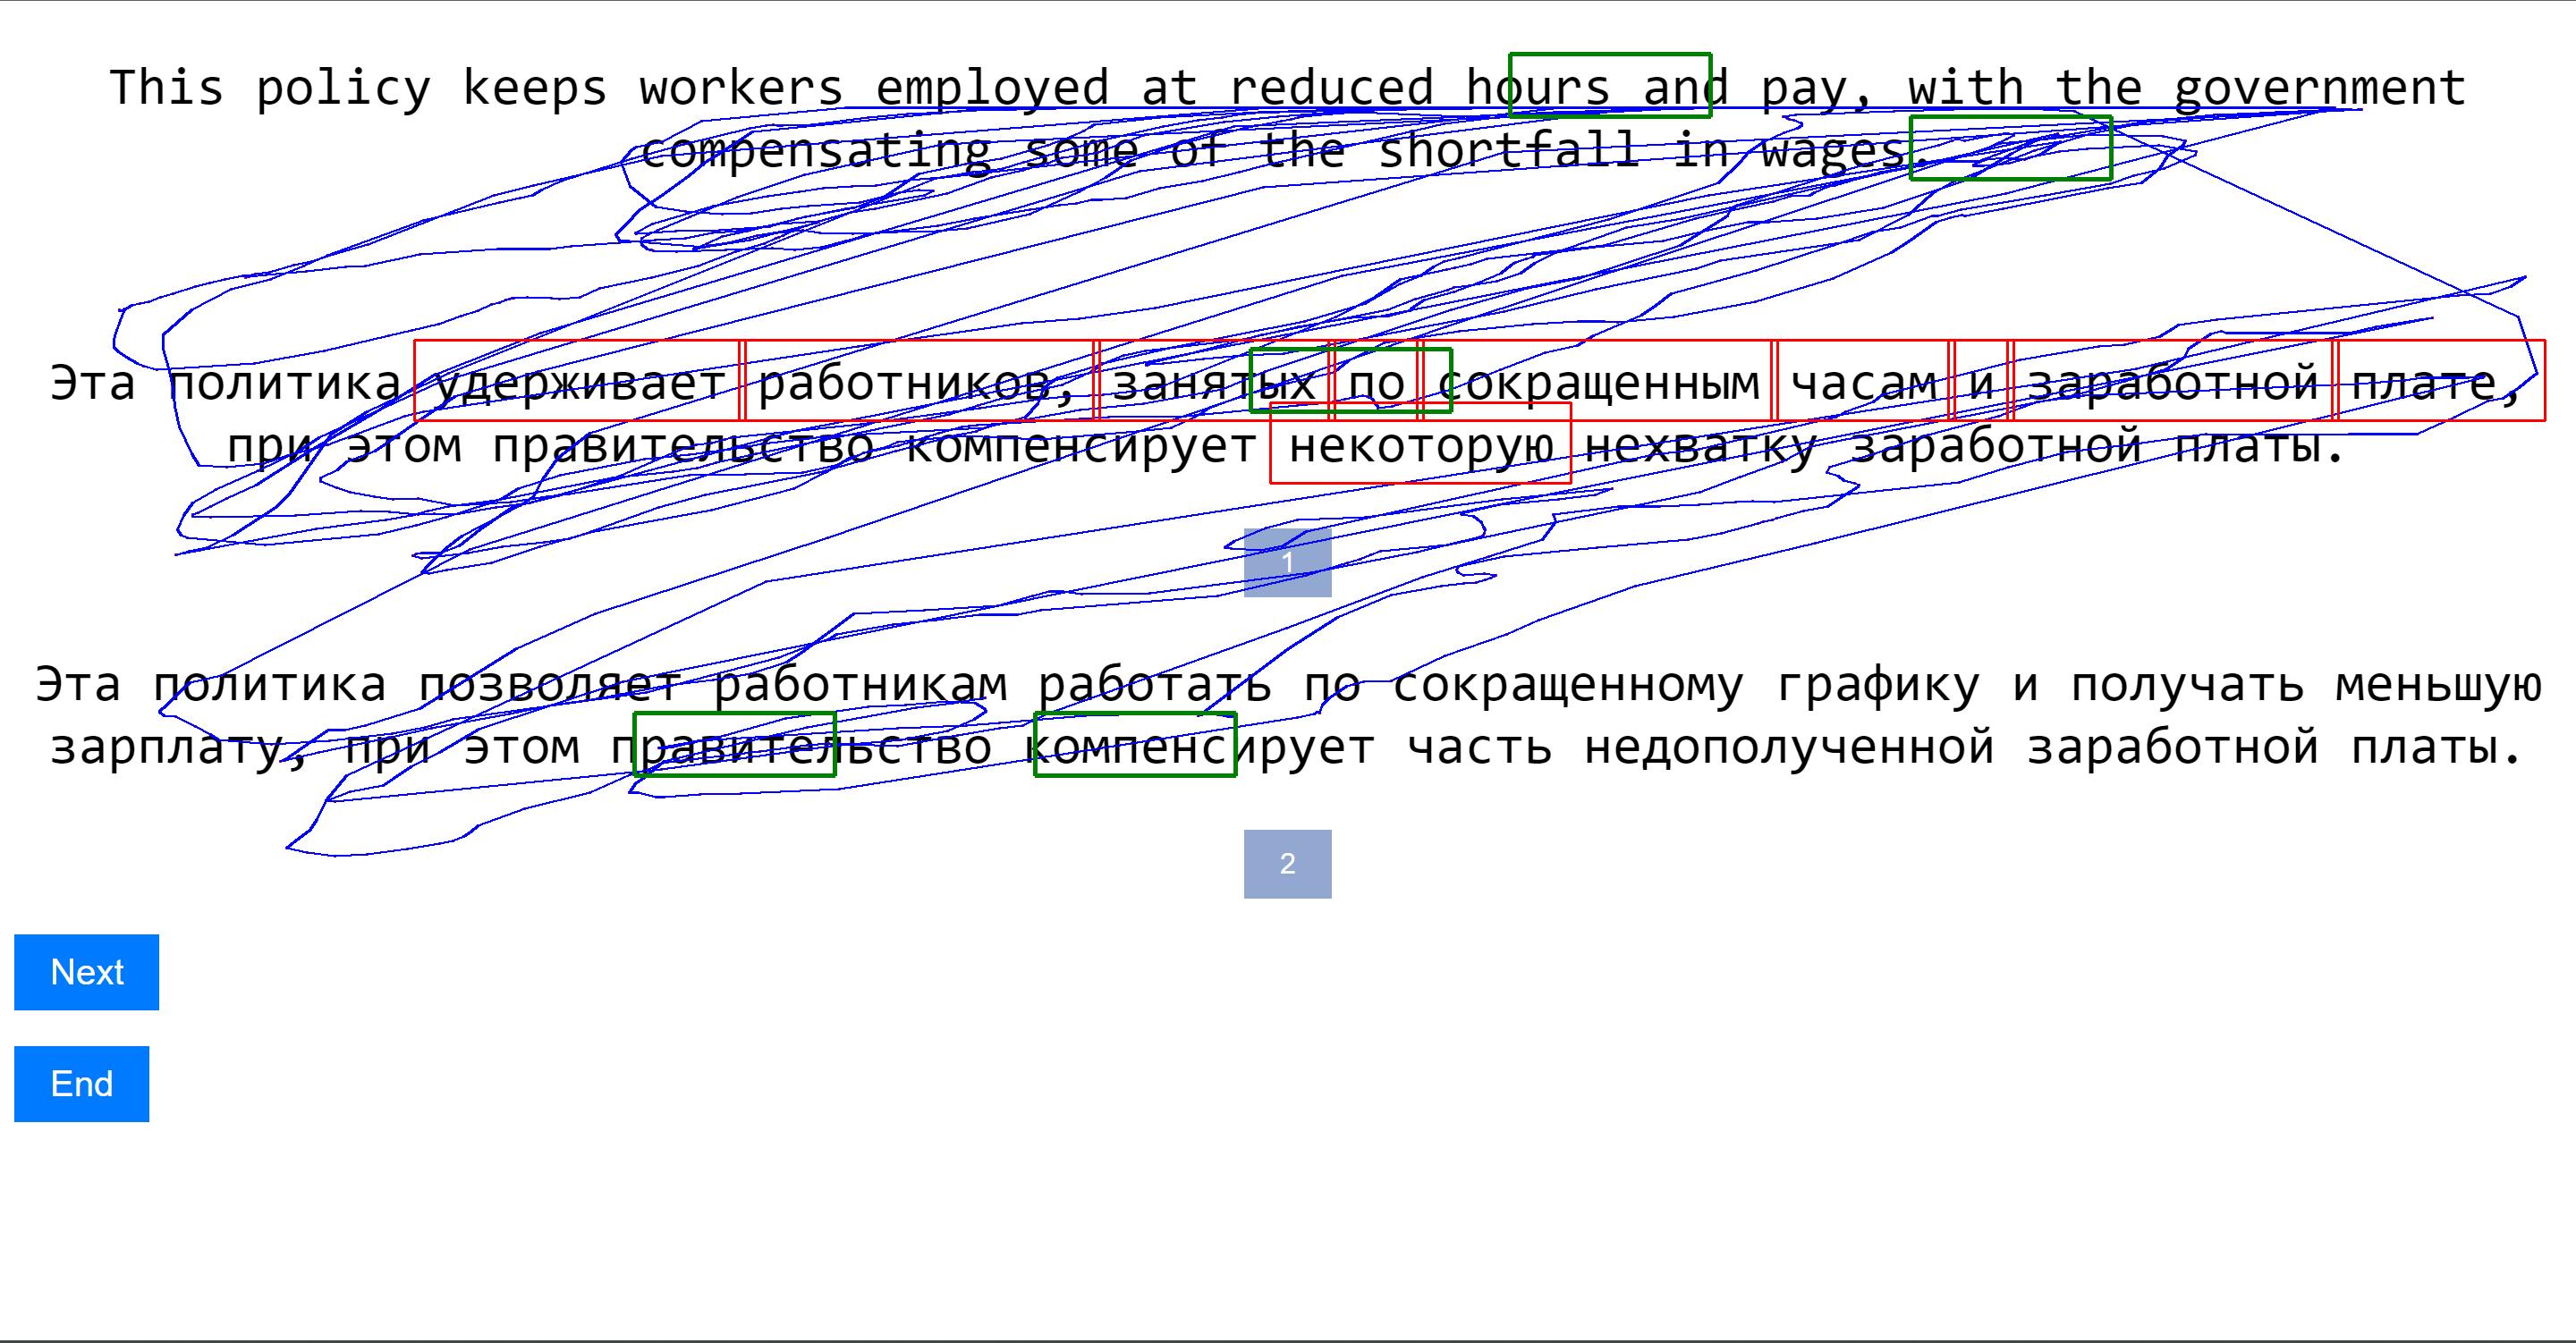 This policy keeps workers employed at reduced hours and pay, with the government
compensating some of the shortfall in wages.
Эта политика удерживает работников, занятых по сокращенным часам и заработной плате,
при этом правительство компенсирует некоторую нехватку заработной платы.
1
Эта политика позволяет работникам работать по сокращенному графику и получать меньшую
зарплату, при этом правительство компенсирует часть недополученной заработной платы.
2
Next
End